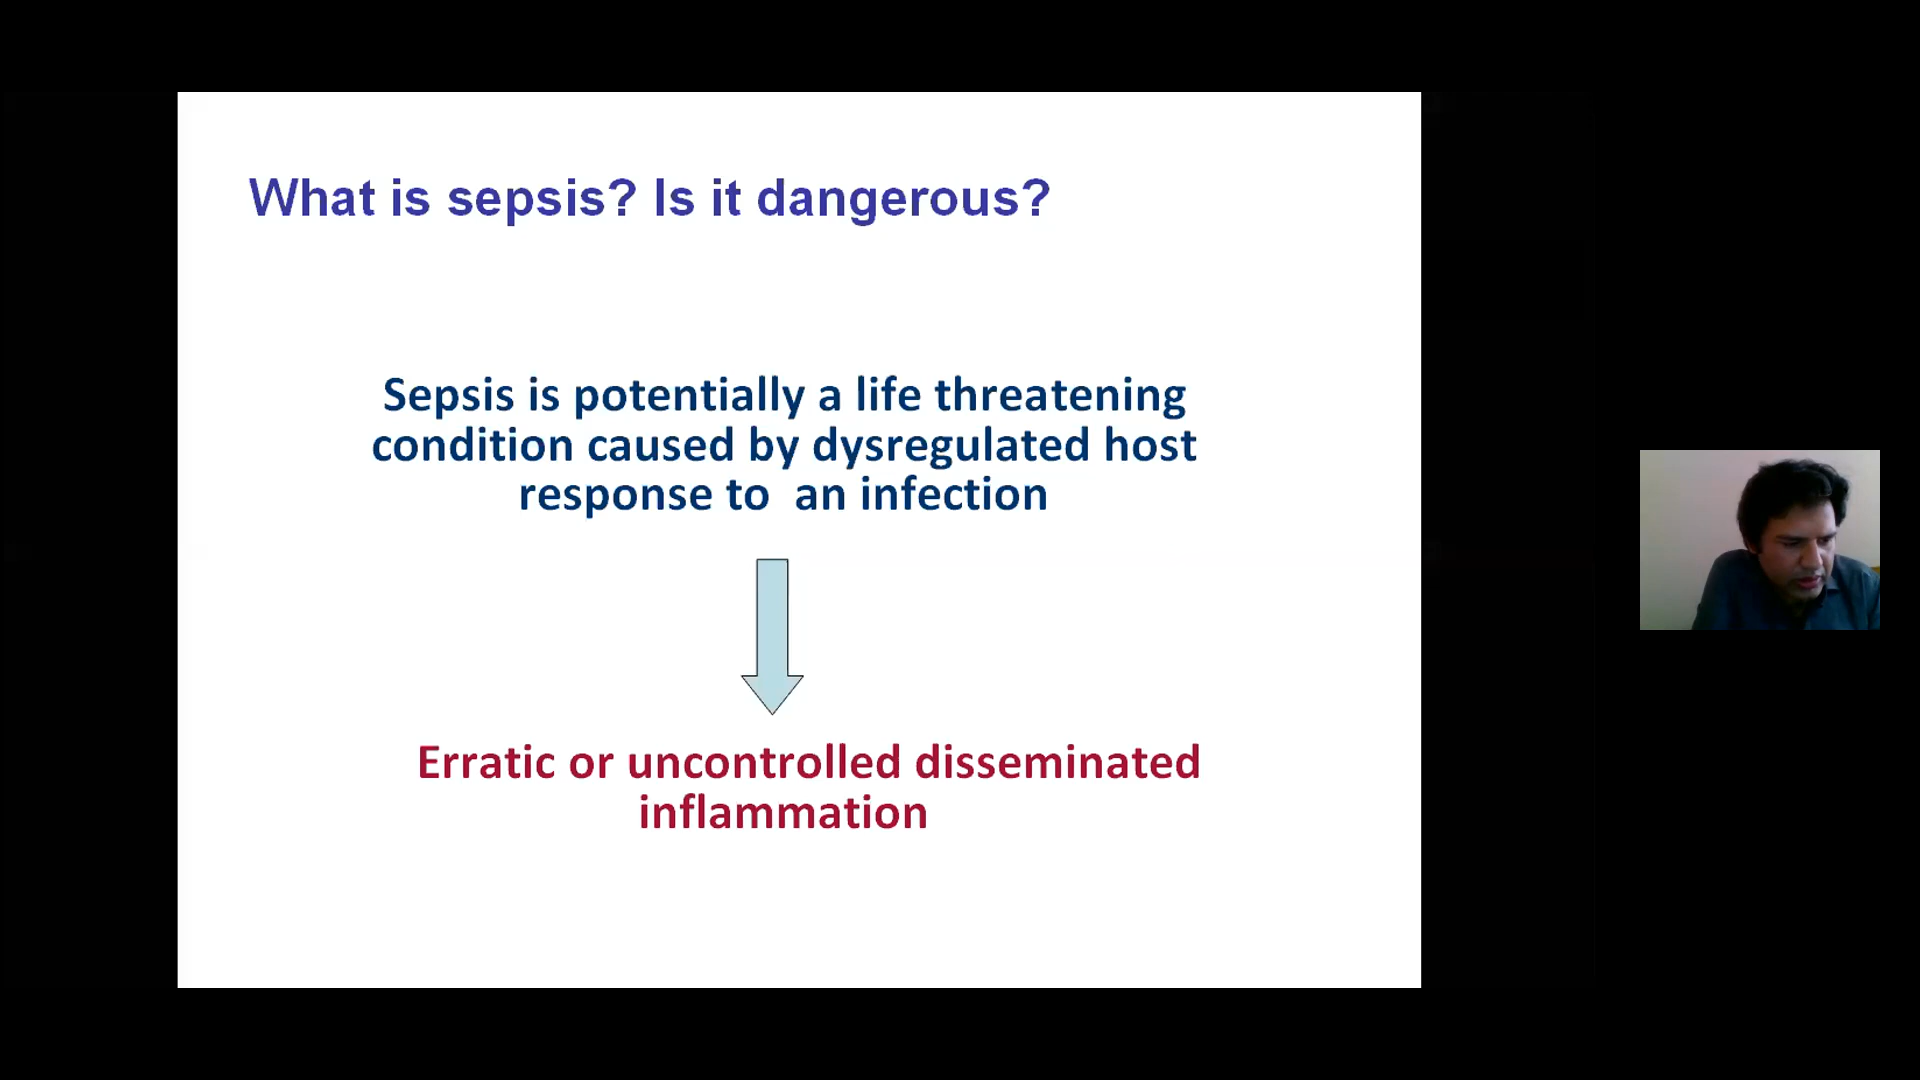 What is sepsis? Is it dangerous?
Sepsis is potentially a life threatening
condition caused by dysregulated host
response to  an infection
Erratic or uncontrolled disseminated
inflammation